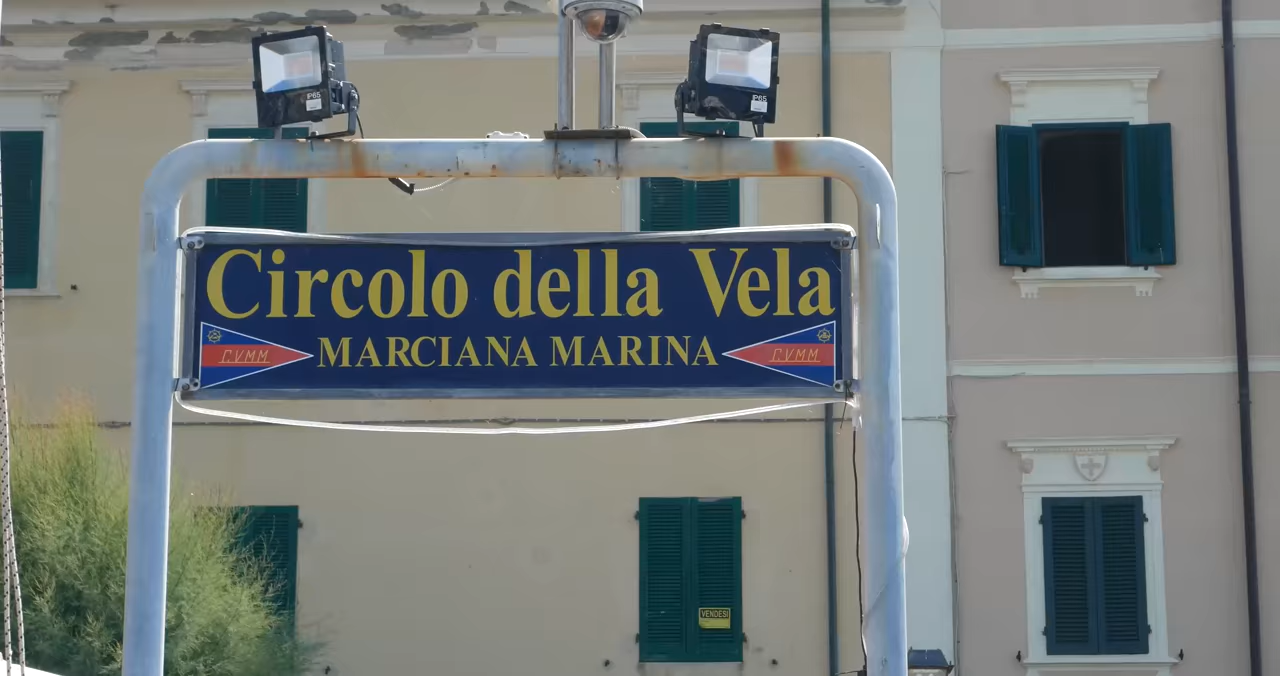 IP65
IP65
Circolo della Vela
C.V.M.M.
MARCIANA MARINA
C.V.M.M.
VENDESI